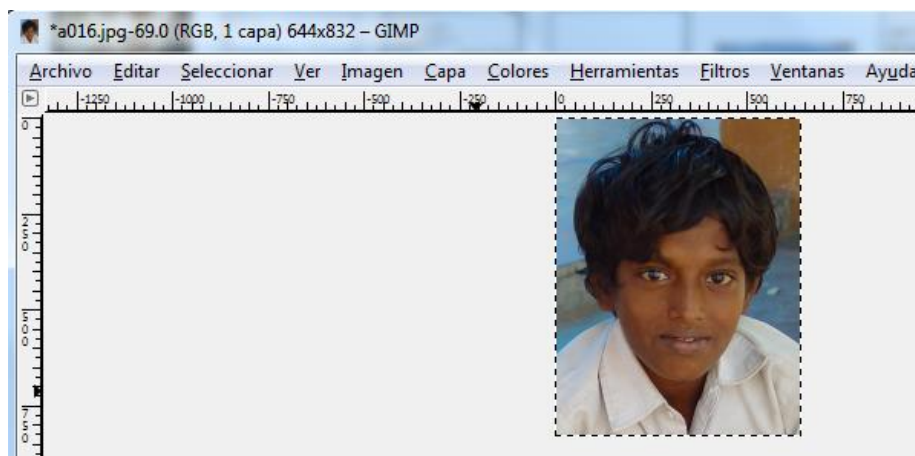 *a016.jpg-69.0 (RGB, 1 capa) 644x832 – GIMP
Archivo Editar Seleccionar Ver Imagen Capa Colores Herramientas Filtros Ventanas Ayuda
-1250 -1000 -750 -500 -250 0 250 500 750
0
250
500
750